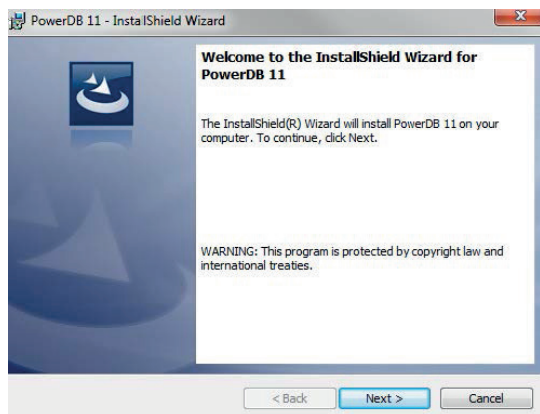 PowerDB 11 - InstallShield Wizard
Welcome to the InstallShield Wizard for
PowerDB 11
The InstallShield(R) Wizard will install PowerDB 11 on your
computer. To continue, click Next.
WARNING: This program is protected by copyright law and
international treaties.
< Back
Next >
Cancel